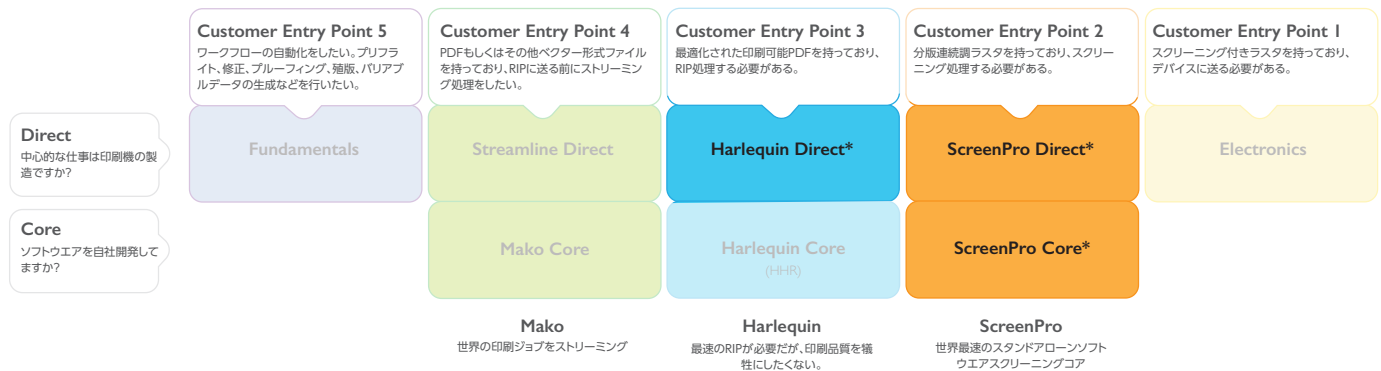 Customer Entry Point 5
ワークフローの自動化をしたい。プリフラ
イト、修正、プルーフィング、殖版、バリアブ
ルデータの生成などを行いたい。
Customer Entry Point 4
PDFもしくはその他ベクター形式ファイル
を持っており、RIPに送る前にストリーミン
グ処理をしたい。
Customer Entry Point 3
最適化された印刷可能PDFを持っており、
RIP処理する必要がある。
Customer Entry Point 2
分版連続調ラスタを持っており、スクリー
ニング処理する必要がある。
Customer Entry Point 1
スクリーニング付きラスタを持っており、
デバイスに送る必要がある。
Direct
中心的な仕事は印刷機の製
造ですか?
Fundamentals
Streamline Direct
Harlequin Direct*
ScreenPro Direct*
Electronics
Core
ソフトウエアを自社開発して
ますか?
Mako Core
Harlequin Core
(HHR)
ScreenPro Core*
Mako
世界の印刷ジョブをストリーミング
Harlequin
最速のRIPが必要だが、印刷品質を犠
牲にしたくない。
ScreenPro
世界最速のスタンドアローンソフト
ウエアスクリーニングコア